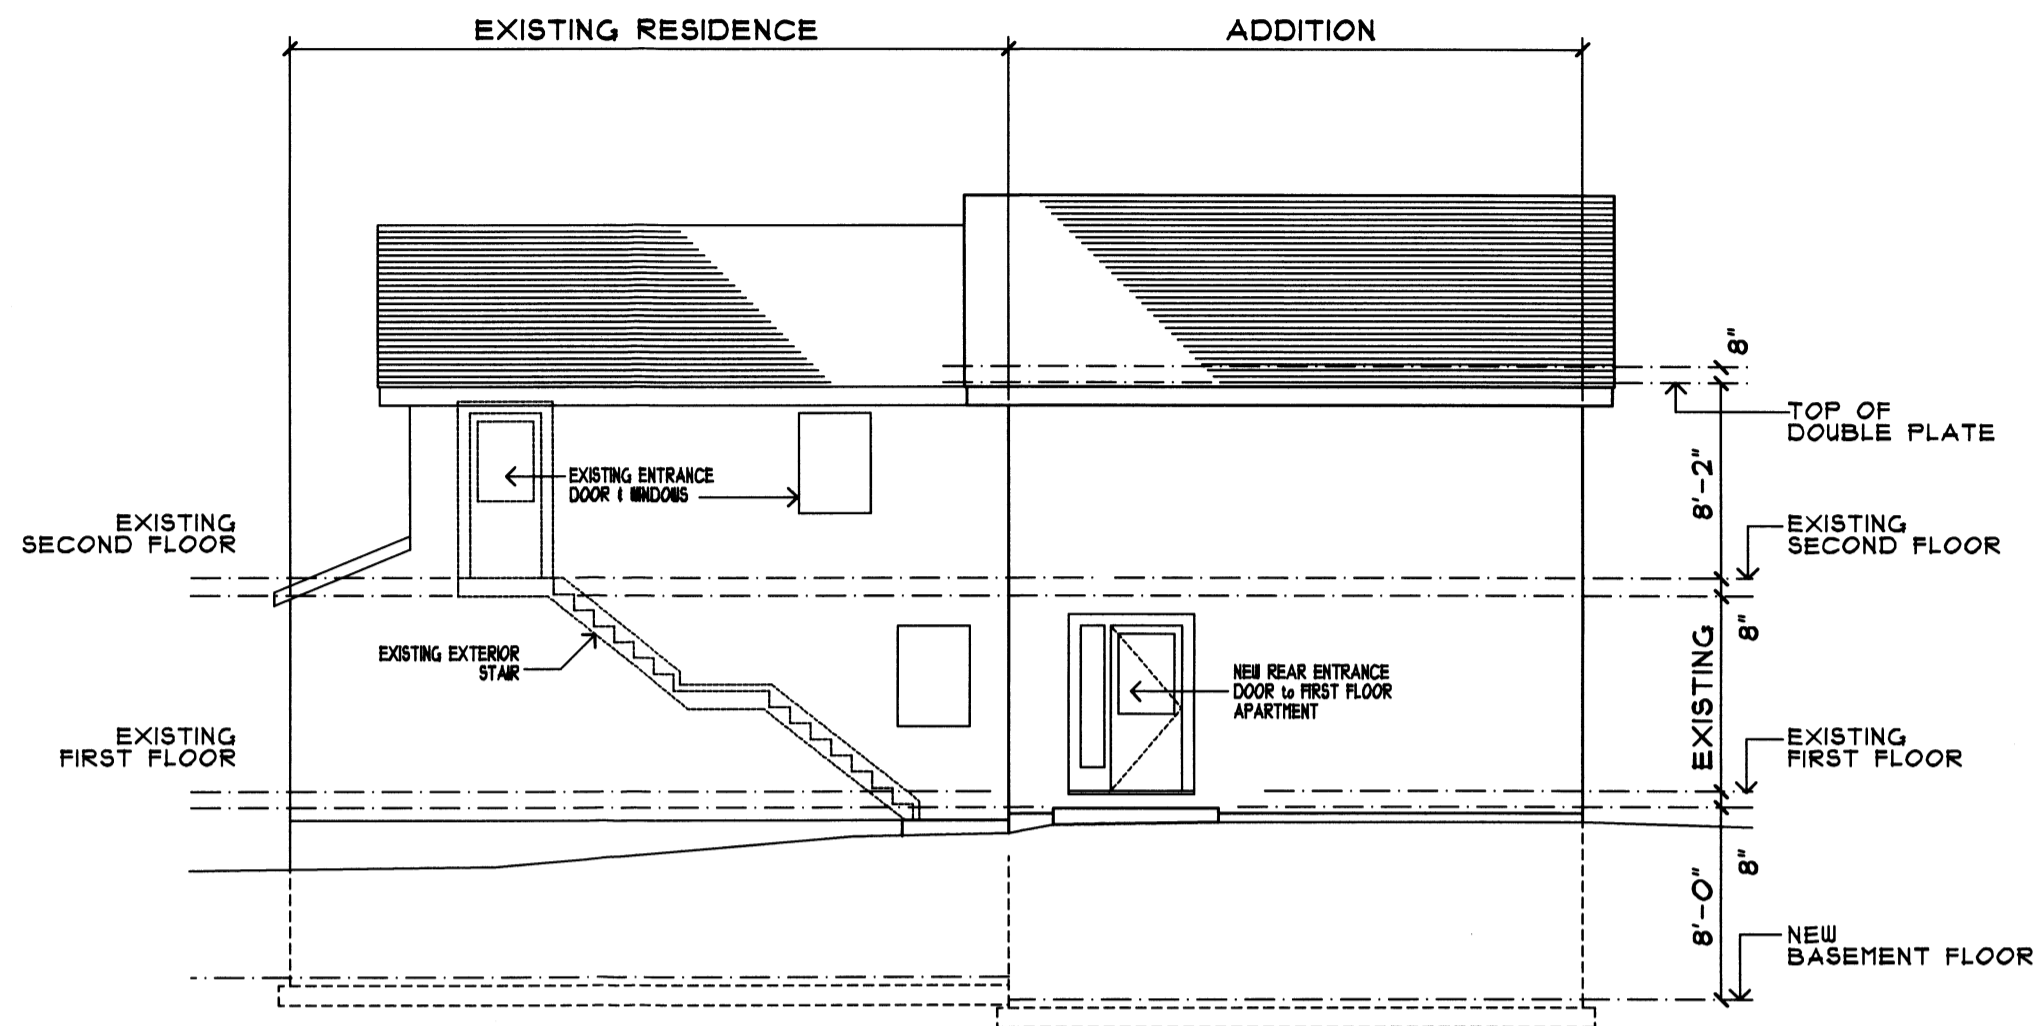 EXISTING RESIDENCE
ADDITION
8"
TOP OF
DOUBLE PLATE
8'-2"
EXISTING ENTRANCE
DOOR & WINDOWS
EXISTING
SECOND FLOOR
EXISTING
SECOND FLOOR
8"
EXISTING EXTERIOR
STAIR
NEW REAR ENTRANCE
DOOR to FIRST FLOOR
APARTMENT
EXISTING
EXISTING
FIRST FLOOR
EXISTING
FIRST FLOOR
8"
8'-0"
NEW
BASEMENT FLOOR